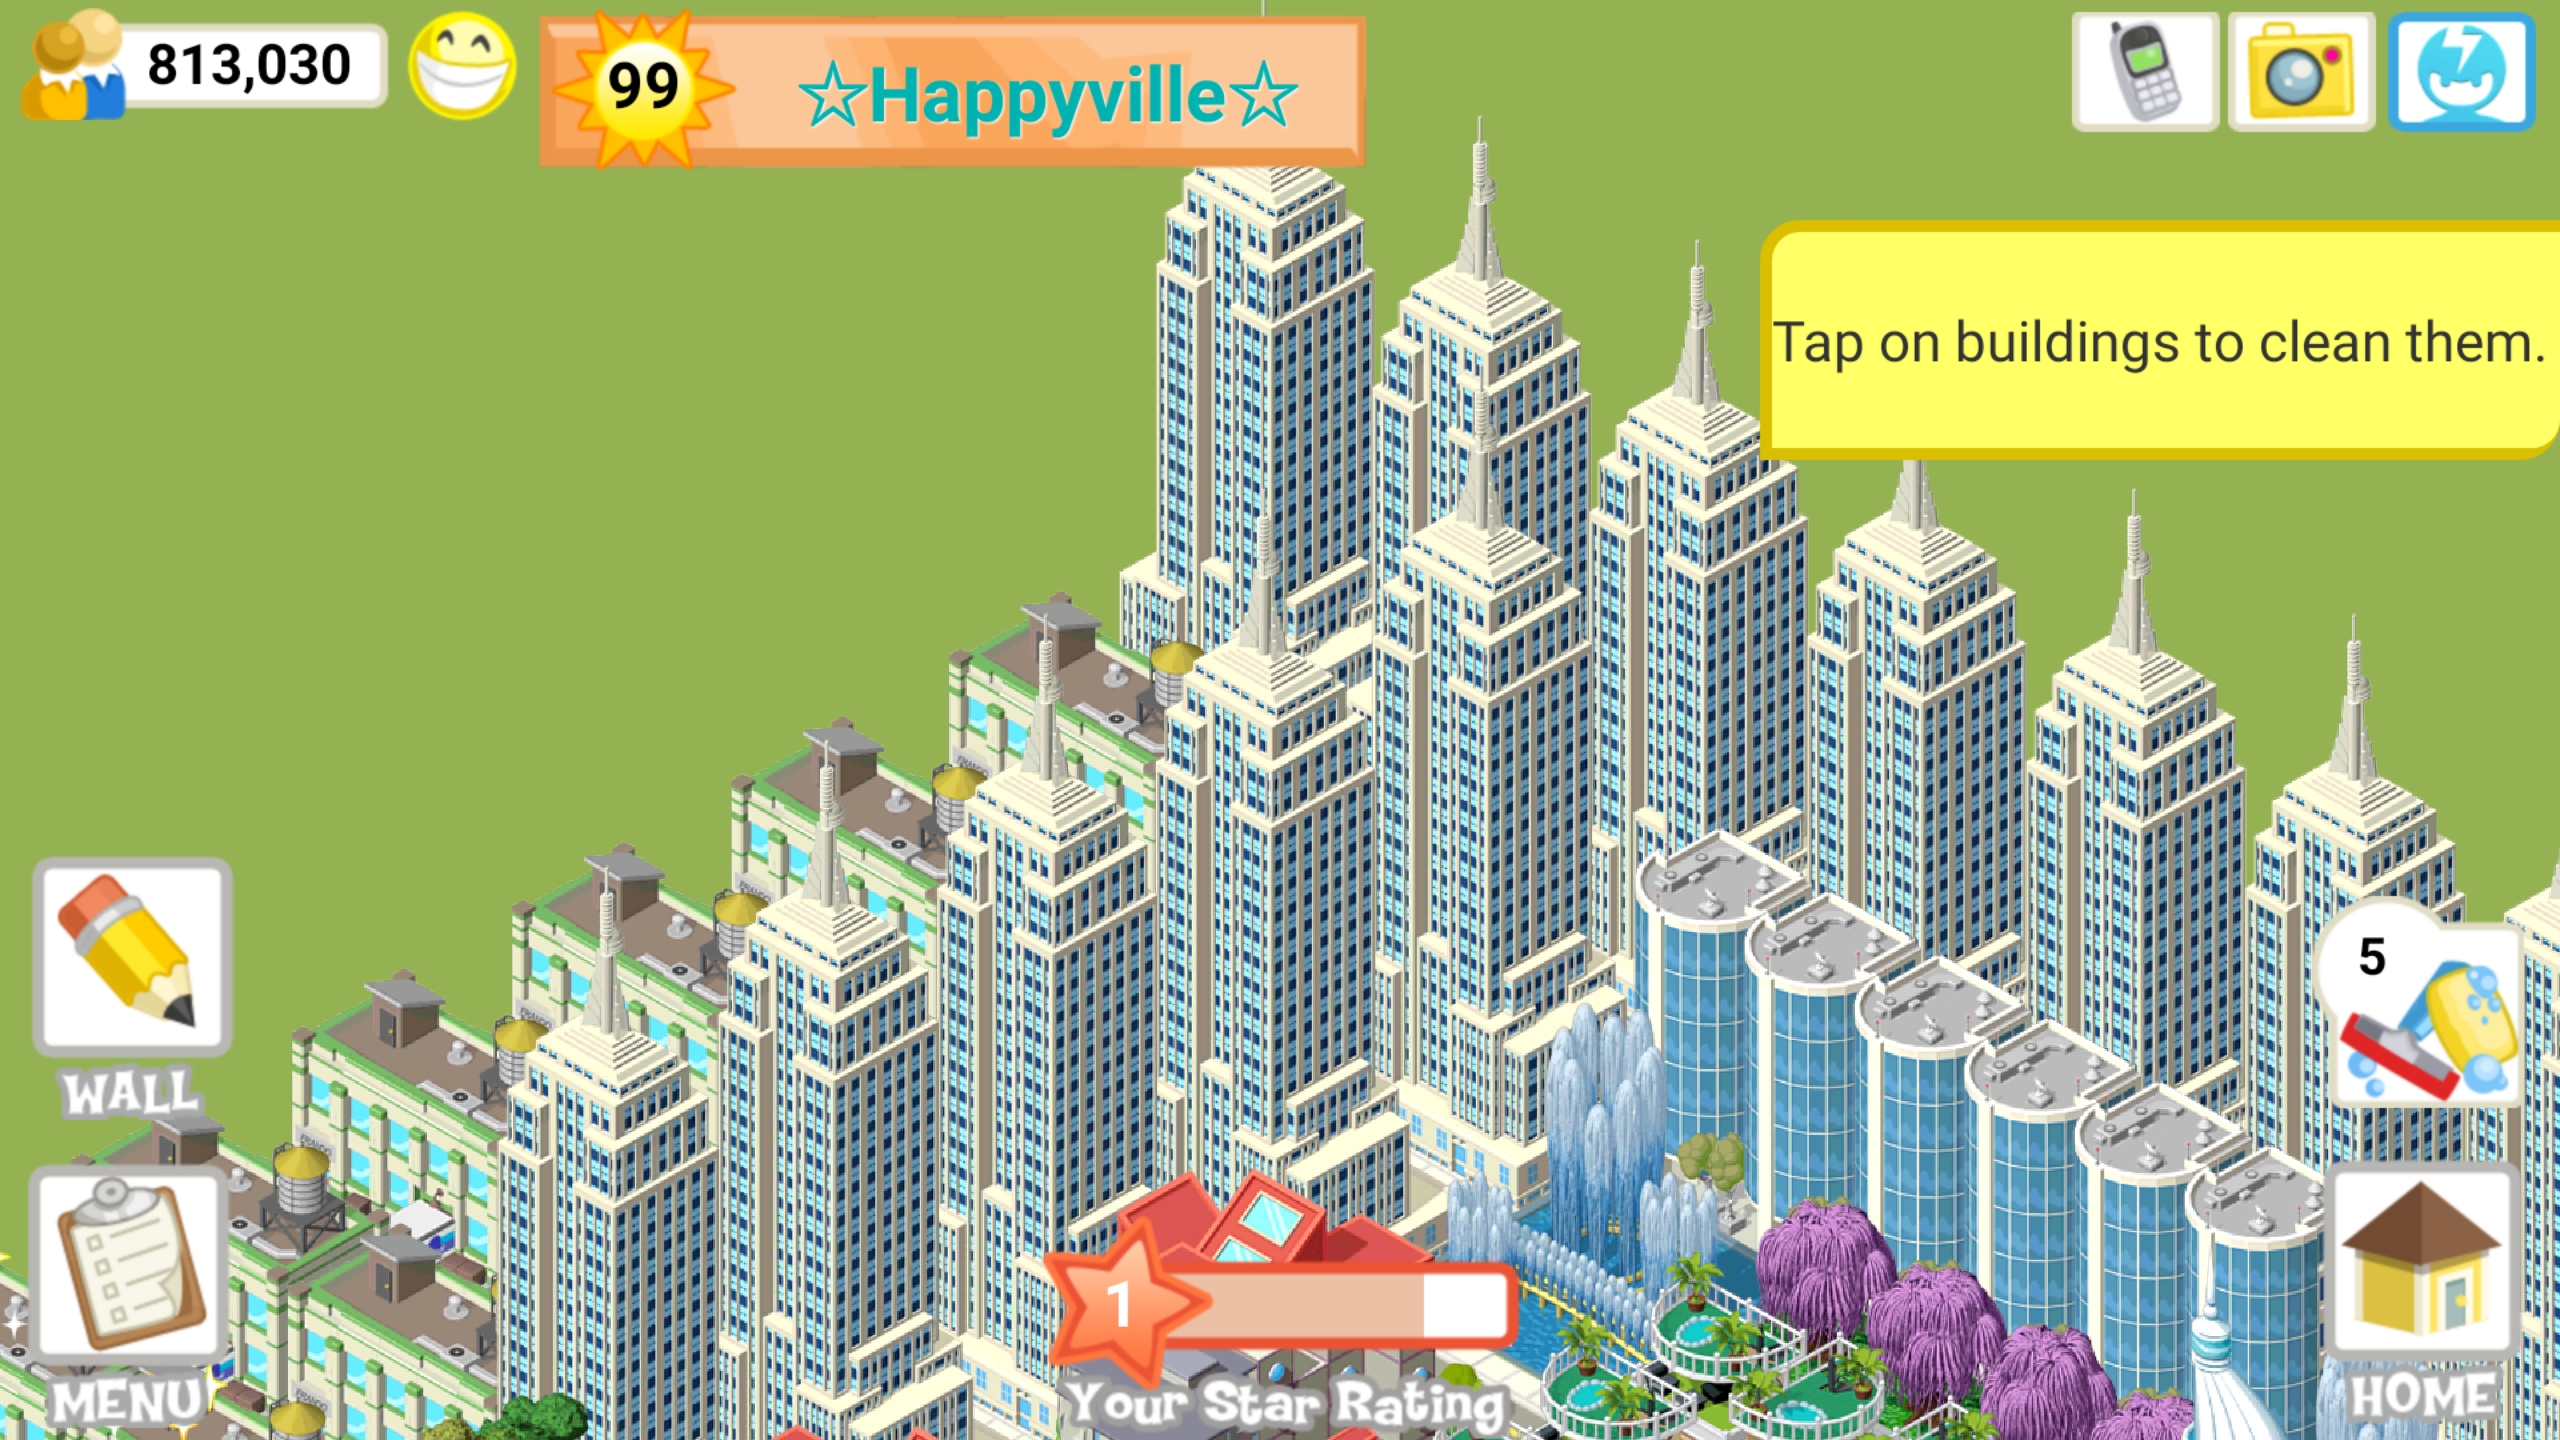 813,030
99
☆Happyville☆
Tap on buildings to clean them.
WALL
5
MENU
1
Your Star Rating
HOME